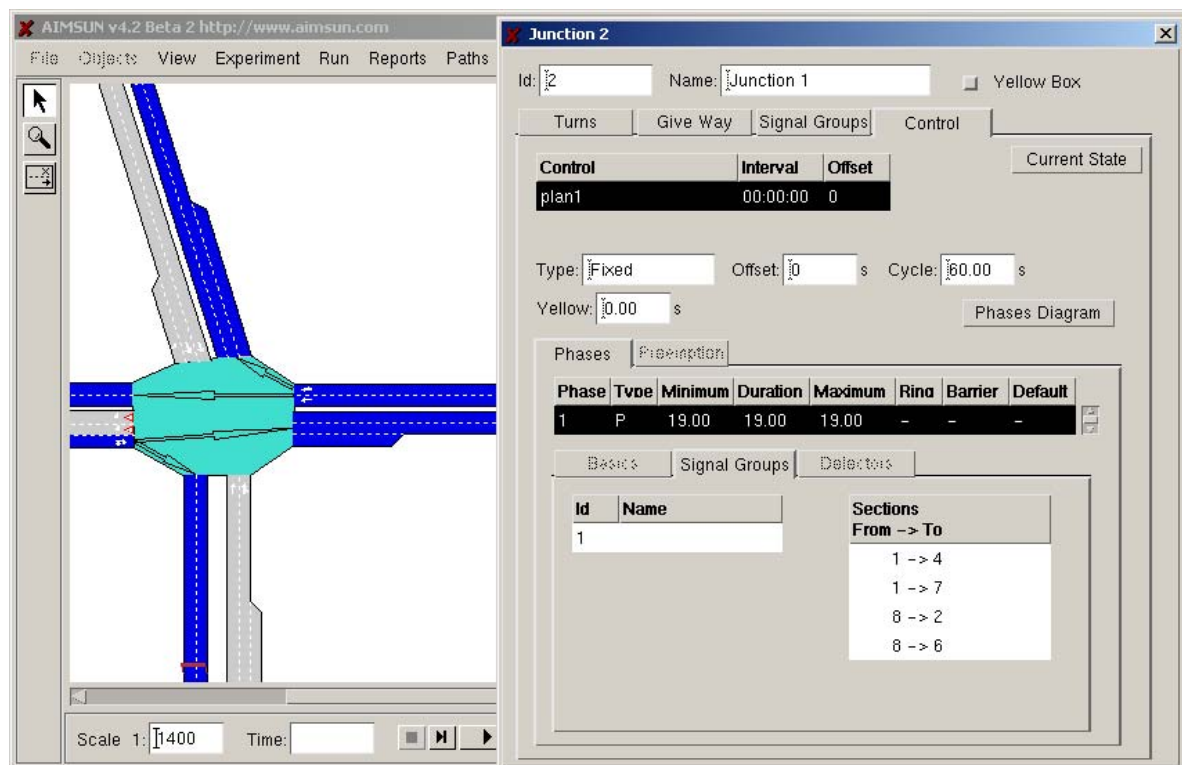 AIMSUN v4.2 Beta 2 http://www.aimsun.com
File Objects View Experiment Run Reports Paths
Scale 1: 1400 Time:
Junction 2
Id: 2 Name: Junction 1 Yellow Box
Turns Give Way Signal Groups Control
Current State
Control Interval Offset
plan1 00:00:00 0
Type: Fixed Offset: 0 s Cycle: 60.00 s
Yellow: 0.00 s Phases Diagram
Phases Preemption
Phase Type Minimum Duration Maximum Ring Barrier Default
1 P 19.00 19.00 19.00 - - -
Basics Signal Groups Detectors
Id Name
1
Sections
From -> To
1 -> 4
1 -> 7
8 -> 2
8 -> 6